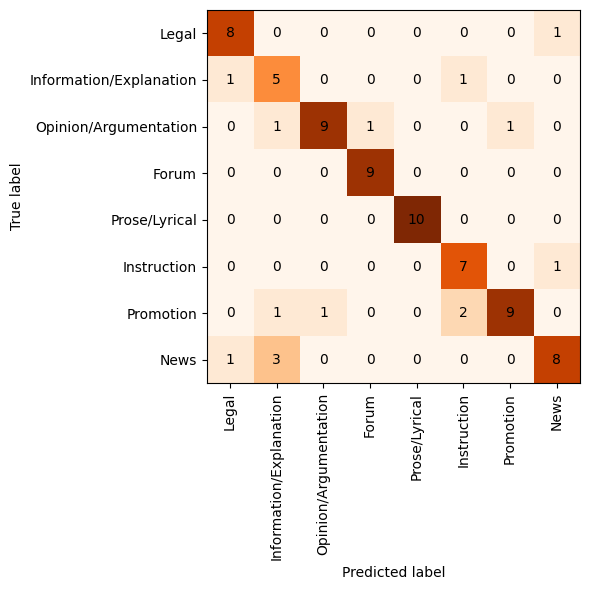 True label
Legal 8 0 0 0 0 0 0 1
Information/Explanation 1 5 0 0 0 1 0 0
Opinion/Argumentation 0 1 9 1 0 0 1 0
Forum 0 0 0 9 0 0 0 0
Prose/Lyrical 0 0 0 0 10 0 0 0
Instruction 0 0 0 0 0 7 0 1
Promotion 0 1 1 0 0 2 9 0
News 1 3 0 0 0 0 0 8
Legal
Information/Explanation
Opinion/Argumentation
Forum
Prose/Lyrical
Instruction
Promotion
News
Predicted label